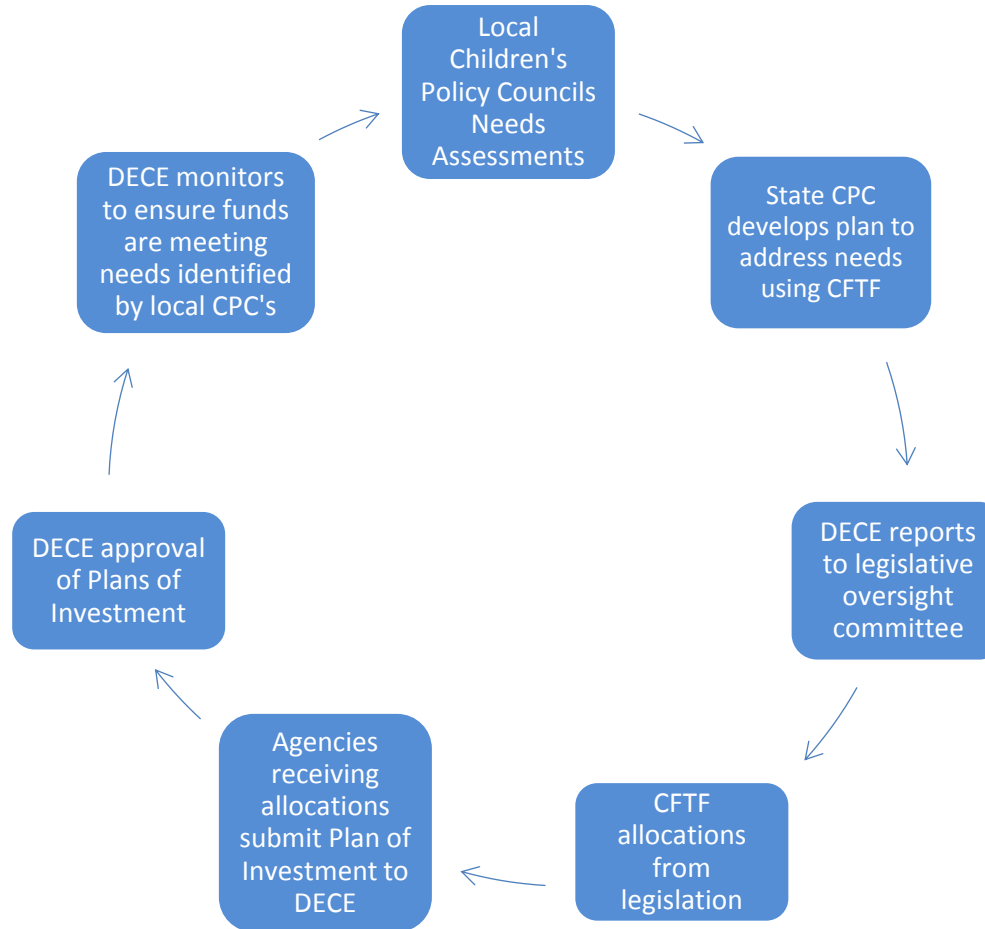 Local
Children's
Policy Councils
Needs
Assessments
State CPC
develops plan to
address needs
using CFTF
DECE reports
to legislative
oversight
committee
CFTF
allocations
from
legislation
Agencies
receiving
allocations
submit Plan of
Investment to
DECE
DECE approval
of Plans of
Investment
DECE monitors
to ensure funds
are meeting
needs identified
by local CPC's